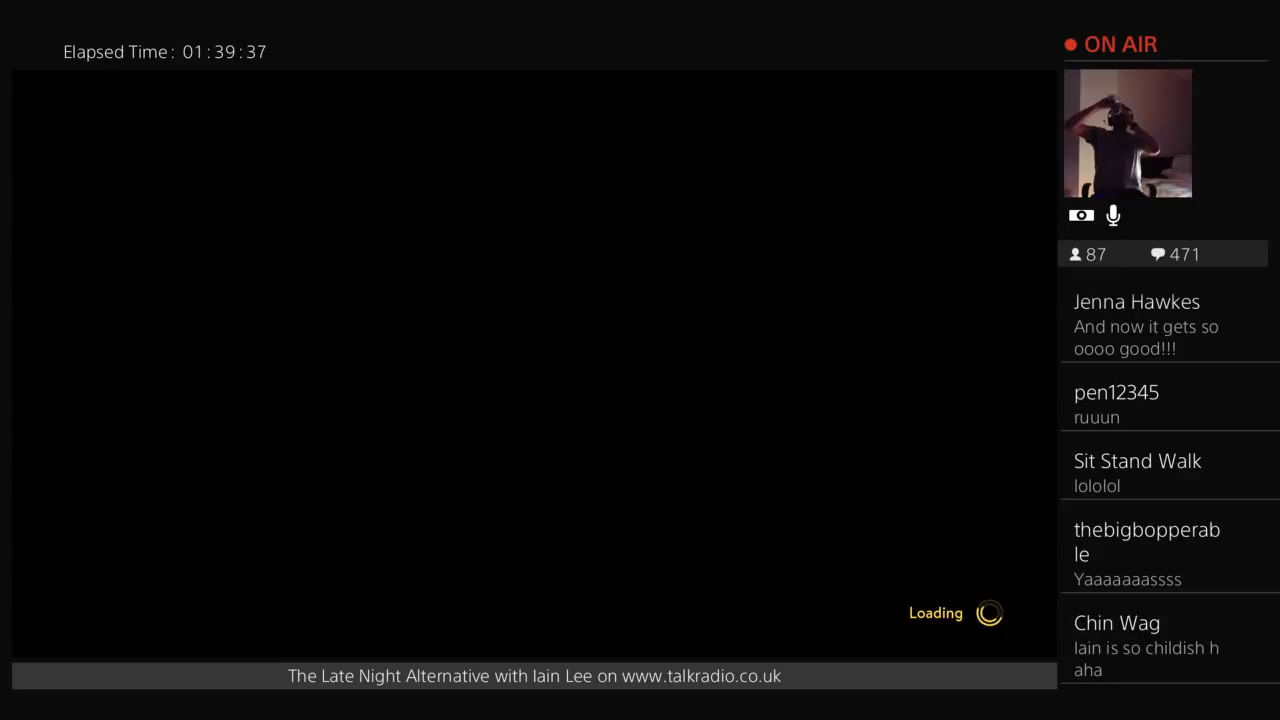 Elapsed Time: 01:39:37
ON AIR
87 471
Jenna Hawkes
And now it gets so
oooo good!!!
pen12345
ruuun
Sit Stand Walk
lololol
thebigbopperab
le
Yaaaaaaassss
Chin Wag
Iain is so childish h
aha
Loading
The Late Night Alternative with Iain Lee on www.talkradio.co.uk